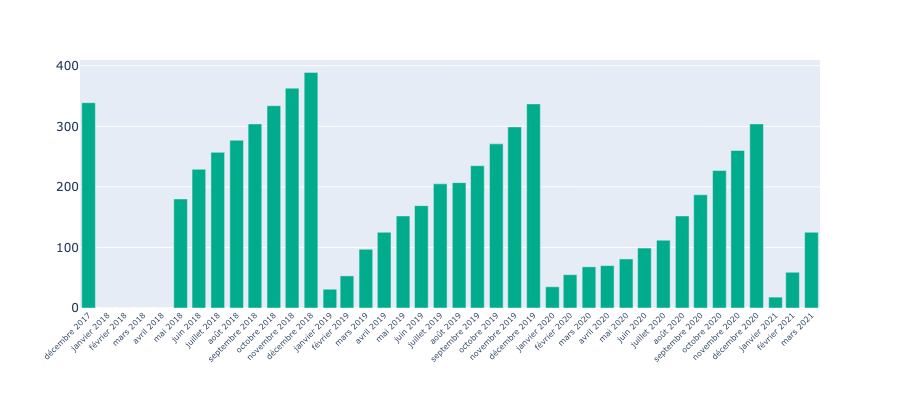 400
300
200
100
0
décembre 2017
janvier 2018
février 2018
mars 2018
avril 2018
mai 2018
juin 2018
juillet 2018
août 2018
septembre 2018
octobre 2018
novembre 2018
décembre 2018
janvier 2019
février 2019
mars 2019
avril 2019
mai 2019
juin 2019
juillet 2019
août 2019
septembre 2019
octobre 2019
novembre 2019
décembre 2019
janvier 2020
février 2020
mars 2020
avril 2020
mai 2020
juin 2020
juillet 2020
août 2020
septembre 2020
octobre 2020
novembre 2020
décembre 2020
janvier 2021
février 2021
mars 2021